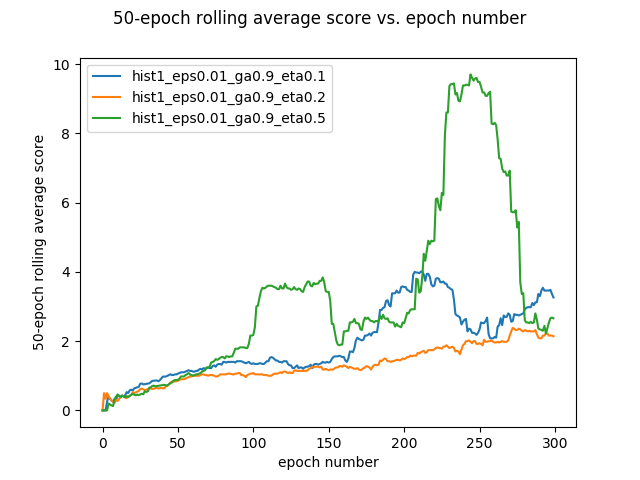 50-epoch rolling average score vs. epoch number
10
hist1_eps0.01_ga0.9_eta0.1
hist1_eps0.01_ga0.9_eta0.2
hist1_eps0.01_ga0.9_eta0.5
8
6
4
2
0
50-epoch rolling average score
0 50 100 150 200 250 300
epoch number